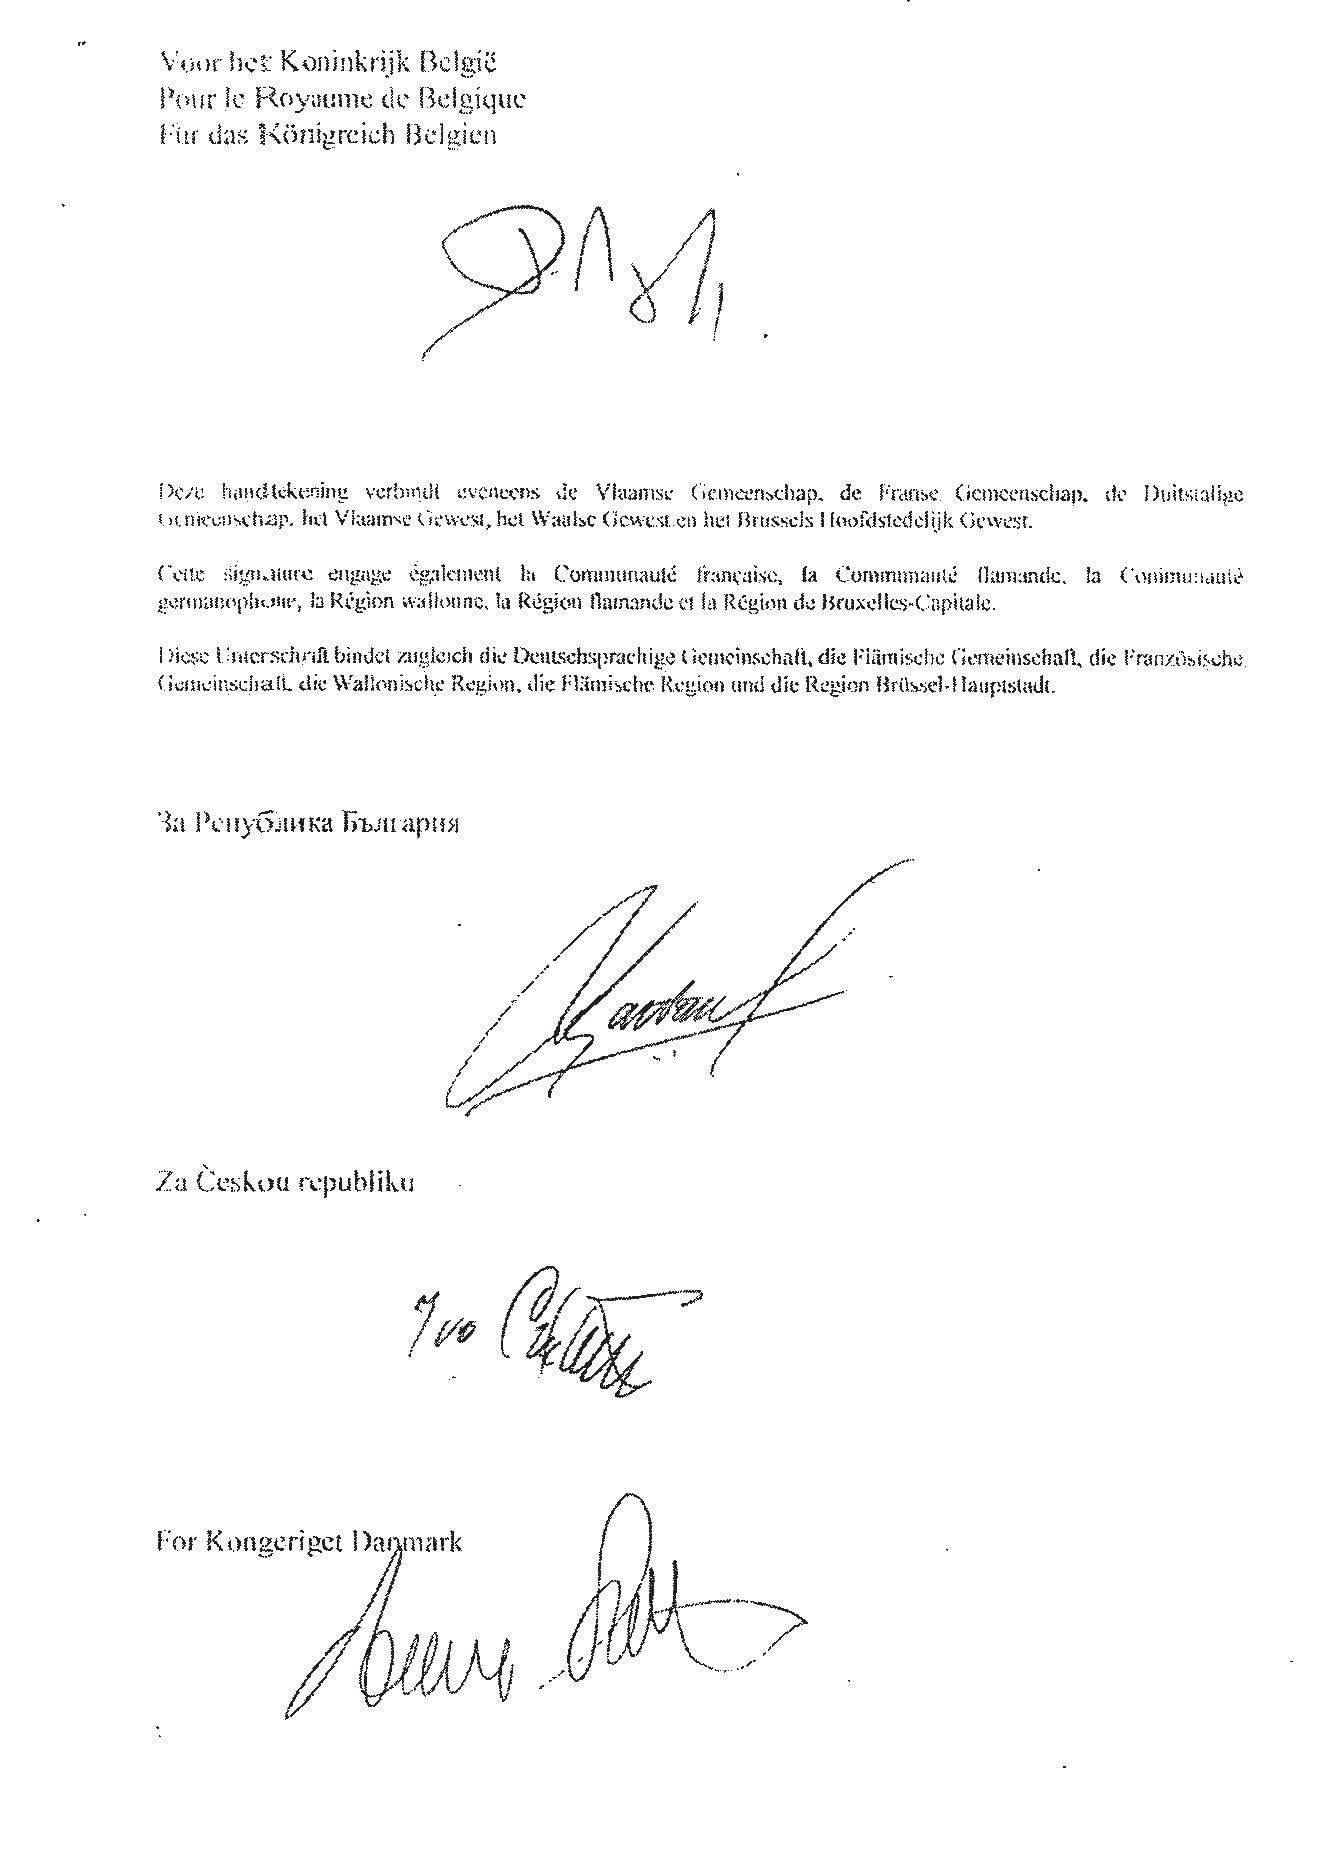 Voor het Koninkrijk België
Pour le Royaume de Belgique
Für das Königreich Belgien
Deze handtekening verbindt eveneens de Vlaamse Gemeenschap, de Franse Gemeenschap, de Duitstalige
Gemeenschap, het Vlaamse Gewest, het Waalse Gewest en het Brussels Hoofdstedelijk Gewest.
Cette signature engage également la Communauté française, la Communauté flamande, la Communauté
germanophone, la Région wallonne, la Région flamande et la Région de Bruxelles-Capitale.
Diese Unterschrift bindet zugleich die Deutschsprachige Gemeinschaft, die Flämische Gemeinschaft, die Französische
Gemeinschaft, die Wallonische Region, die Flämische Region und die Region Brüssel-Hauptstadt.
За Република България
Za Českou republiku
Ivo
For Kongeriget Danmark